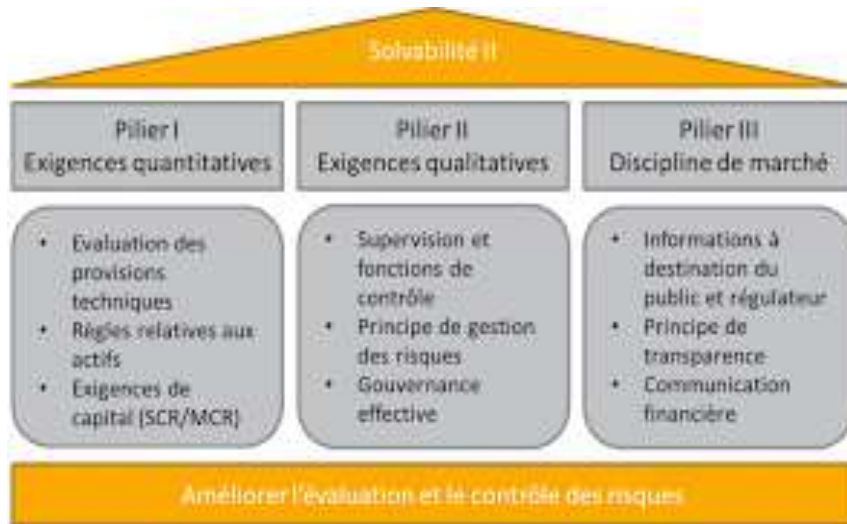 Solvabilité II
Pilier I
Exigences quantitatives
Pilier II
Exigences qualitatives
Pilier III
Discipline de marché
• Evaluation des
provisions
techniques
• Règles relatives aux
actifs
• Exigences de
capital (SCR/MCR)
• Supervision et
fonctions de
contrôle
• Principe de gestion
des risques
• Gouvernance
effective
• Informations à
destination du
public et régulateur
• Principe de
transparence
• Communication
financière
Améliorer l'évaluation et le contrôle des risques